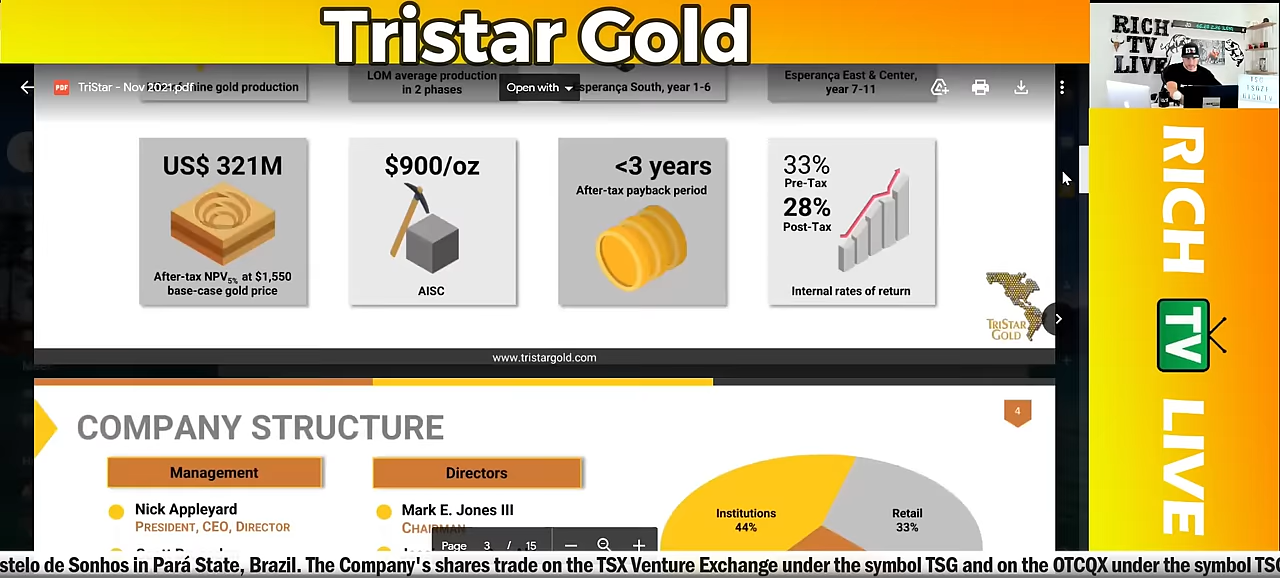 Tristar Gold
RICH
TV
LIVE
TriStar - Nov 2021.pdf
ine gold production
LOM average production
in 2 phases
Open with
Esperança South, year 1-6
Esperança East & Center,
year 7-11
US$ 321M
After-tax NPV5% at $1,550
base-case gold price
$900/oz
AISC
<3 years
After-tax payback period
33%
Pre-Tax
28%
Post-Tax
Internal rates of return
TRISTAR
GOLD
www.tristargold.com
4
COMPANY STRUCTURE
Management
Nick Appleyard
PRESIDENT, CEO, DIRECTOR
Directors
Mark E. Jones III
CHAIRMAN
Institutions
44%
Retail
33%
Page 3 / 15
RICH
TV
LIVE
stelo de Sonhos in Pará State, Brazil. The Company's shares trade on the TSX Venture Exchange under the symbol TSG and on the OTCQX under the symbol TSG